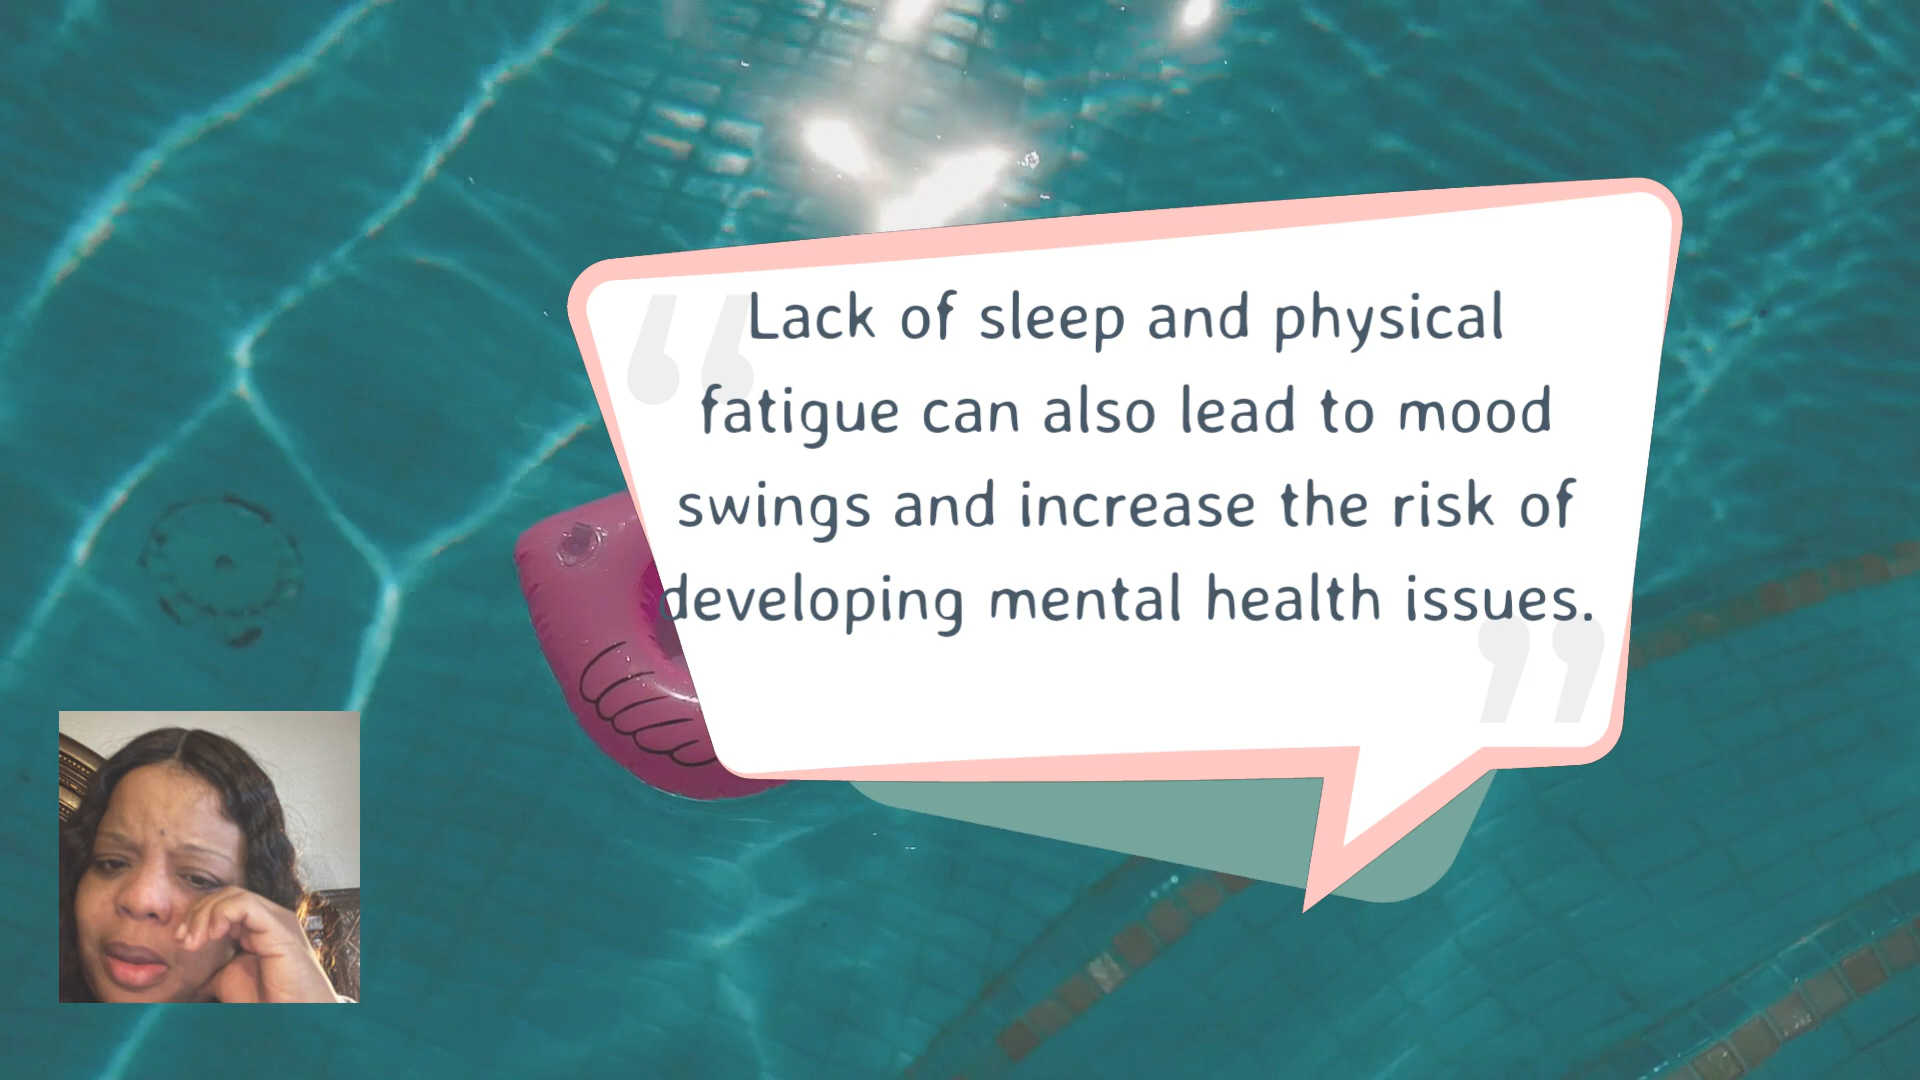 Lack of sleep and physical
fatigue can also lead to mood
swings and increase the risk of
developing mental health issues.